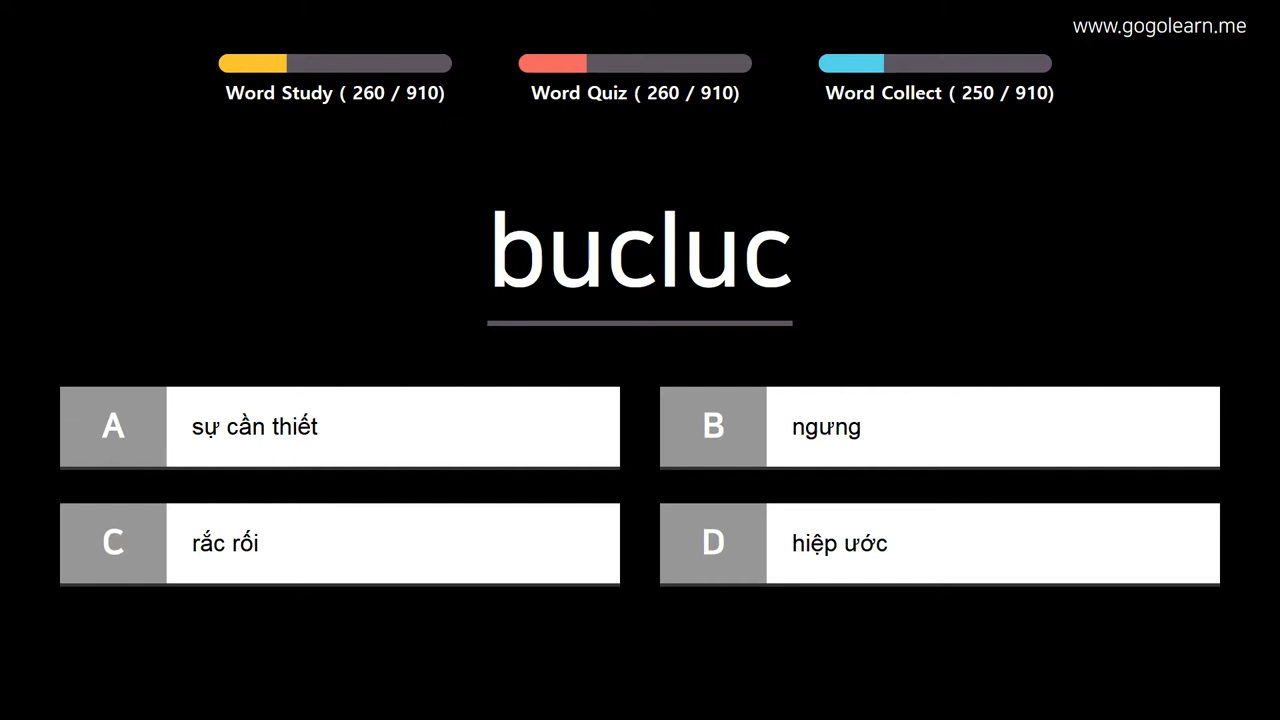 www.gogolearn.me
Word Study ( 260 / 910)
Word Quiz ( 260 / 910)
Word Collect ( 250 / 910)
bucluc
A sự cần thiết
B ngưng
C rắc rối
D hiệp ước